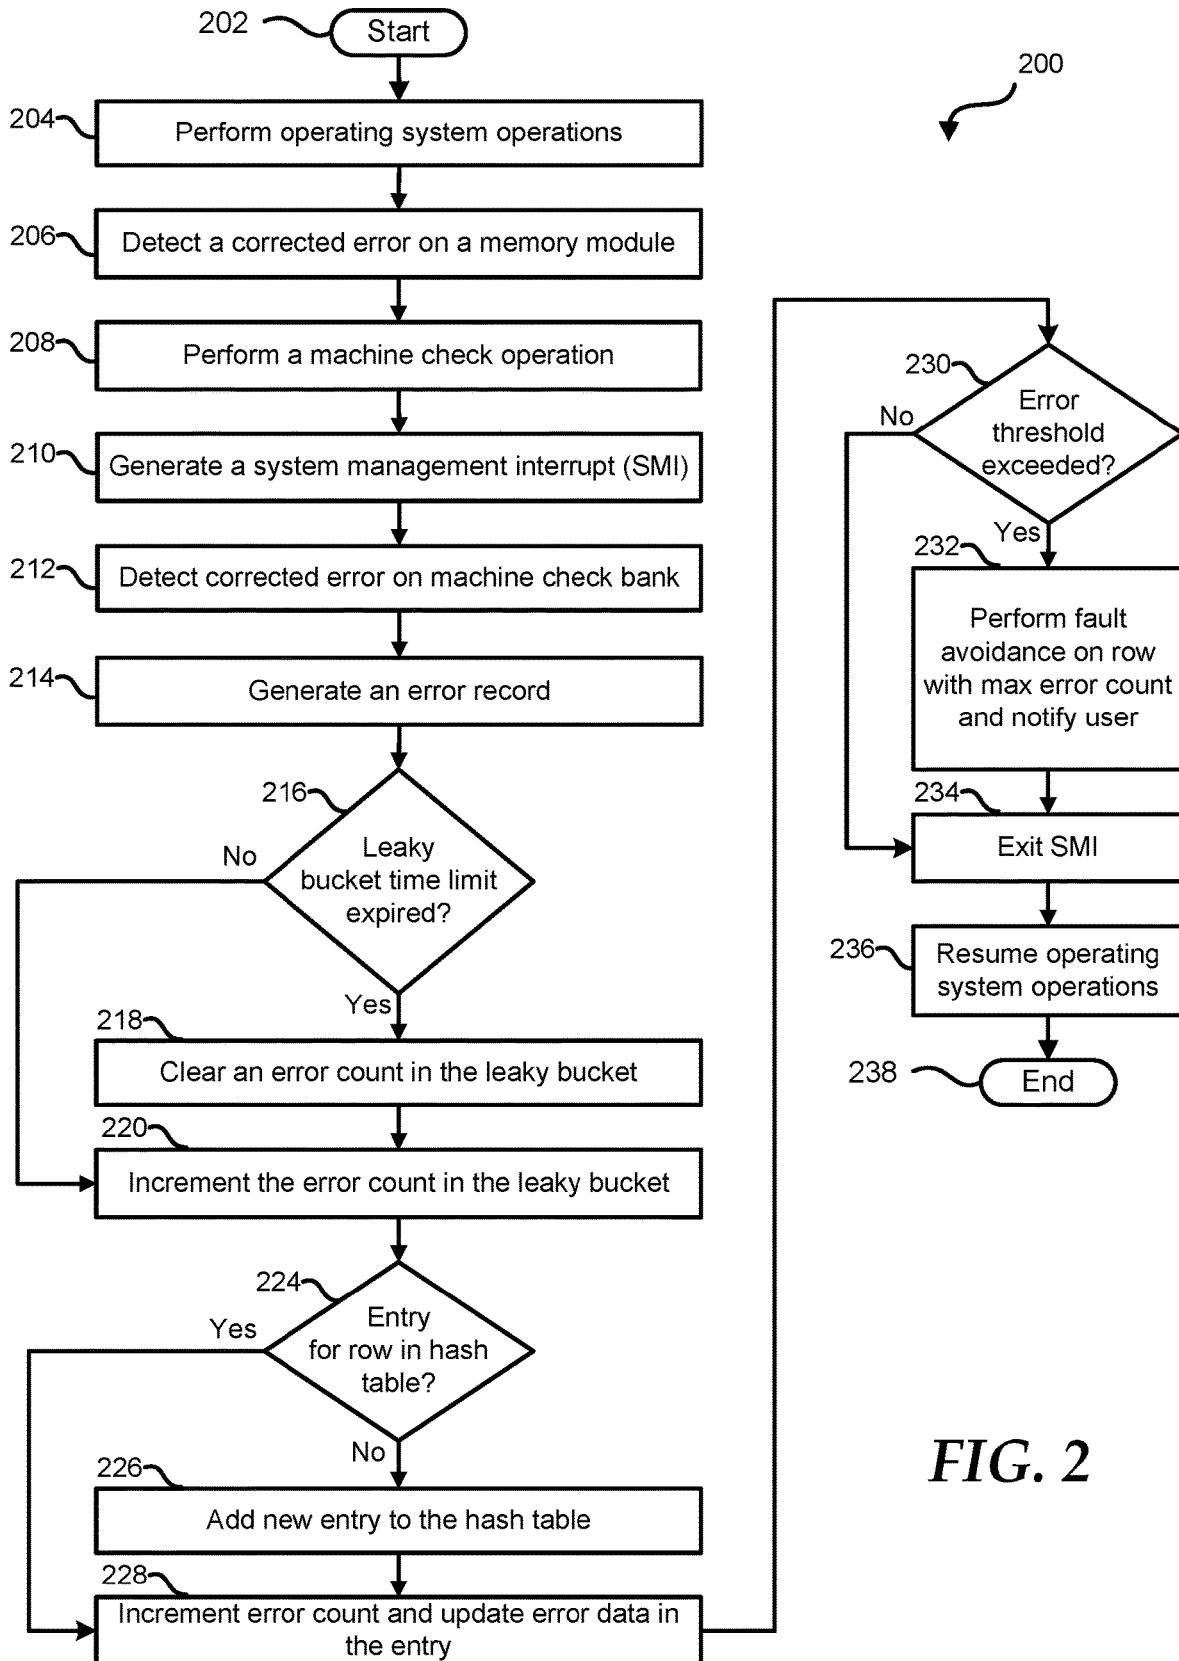 202
Start
200
204
Perform operating system operations
206
Detect a corrected error on a memory module
208
Perform a machine check operation
210
Generate a system management interrupt (SMI)
212
Detect corrected error on machine check bank
214
Generate an error record
216
Leaky
bucket time limit
expired?
No
Yes
218
Clear an error count in the leaky bucket
220
Increment the error count in the leaky bucket
224
Entry
for row in hash
table?
Yes
No
226
Add new entry to the hash table
228
Increment error count and update error data in
the entry
230
Error
threshold
exceeded?
No
Yes
232
Perform fault
avoidance on row
with max error count
and notify user
234
Exit SMI
236
Resume operating
system operations
238
End
FIG. 2